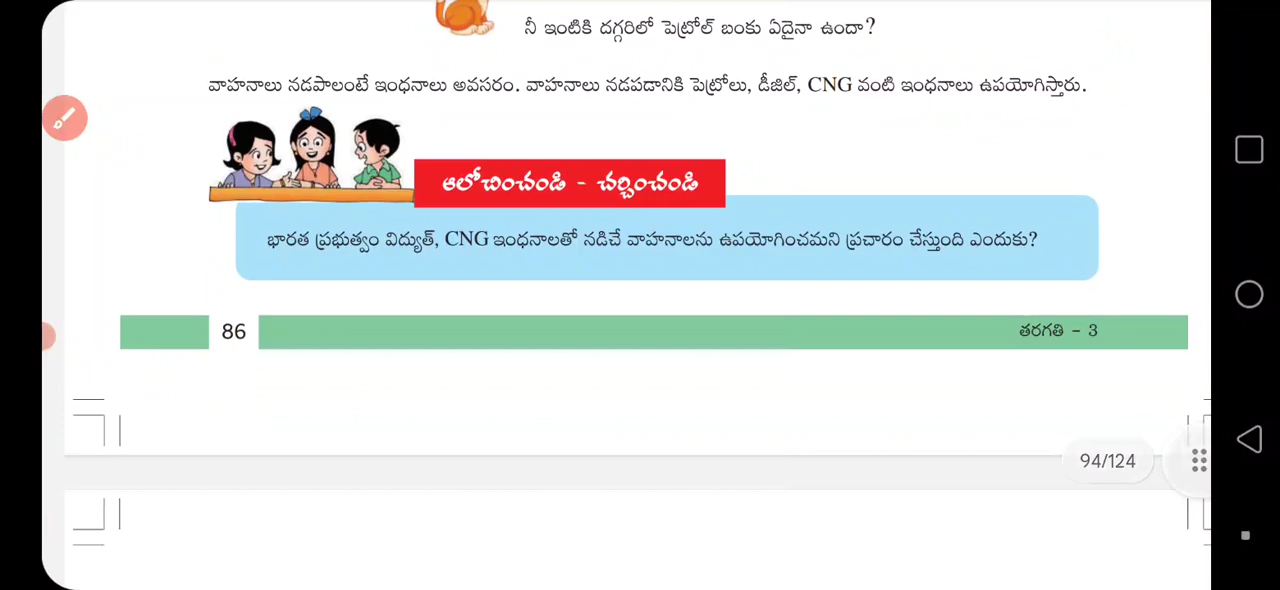 నీ ఇంటికి దగ్గరిలో పెట్రోల్ బంకు ఏదైనా ఉందా?
వాహనాలు నడపాలంటే ఇంధనాలు అవసరం. వాహనాలు నడపడానికి పెట్రోలు, డీజిల్, CNG వంటి ఇంధనాలు ఉపయోగిస్తారు.
ఆలోచించండి - చర్చించండి
భారత ప్రభుత్వం విద్యుత్, CNG ఇంధనాలతో నడిచే వాహనాలను ఉపయోగించమని ప్రచారం చేస్తుంది ఎందుకు?
86
తరగతి - 3
94/124